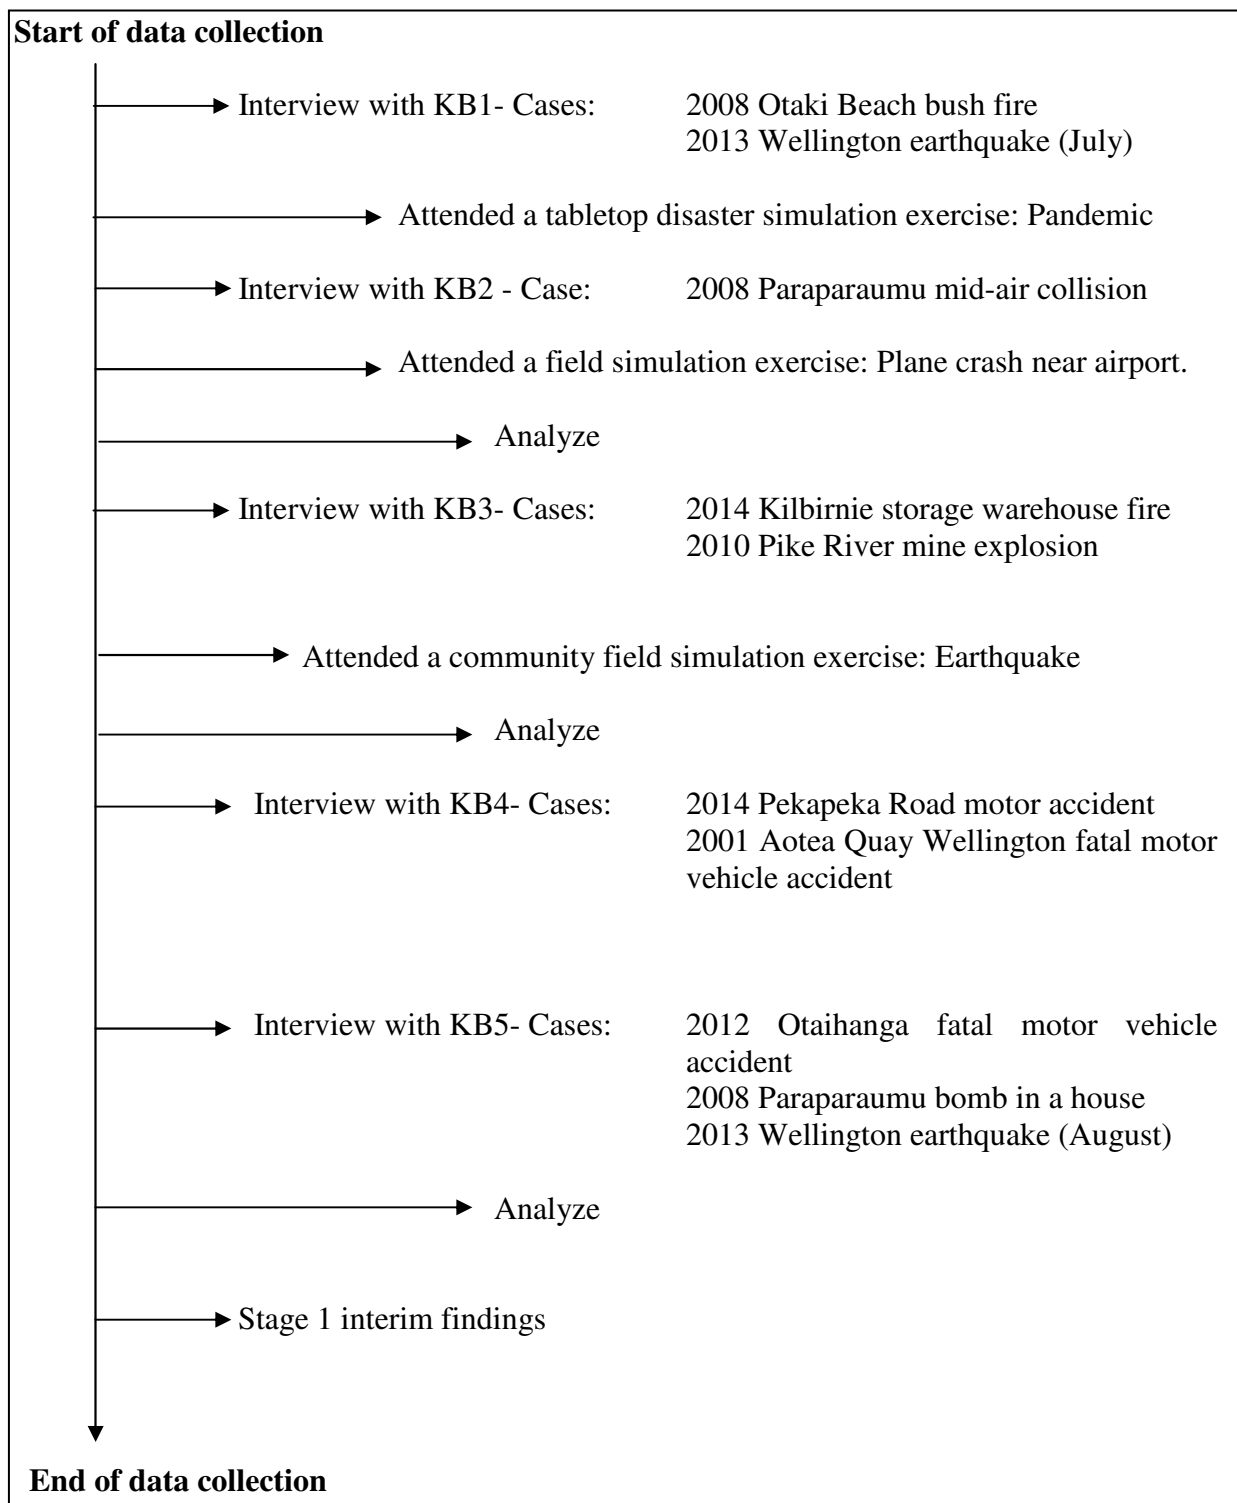 Start of data collection
Interview with KB1- Cases: 2008 Otaki Beach bush fire
2013 Wellington earthquake (July)
Attended a tabletop disaster simulation exercise: Pandemic
Interview with KB2 - Case: 2008 Paraparaumu mid-air collision
Attended a field simulation exercise: Plane crash near airport.
Analyze
Interview with KB3- Cases: 2014 Kilbirnie storage warehouse fire
2010 Pike River mine explosion
Attended a community field simulation exercise: Earthquake
Analyze
Interview with KB4- Cases: 2014 Pekapeka Road motor accident
2001 Aotea Quay Wellington fatal motor
vehicle accident
Interview with KB5- Cases: 2012 Otaihanga fatal motor vehicle
accident
2008 Paraparaumu bomb in a house
2013 Wellington earthquake (August)
Analyze
Stage 1 interim findings
End of data collection